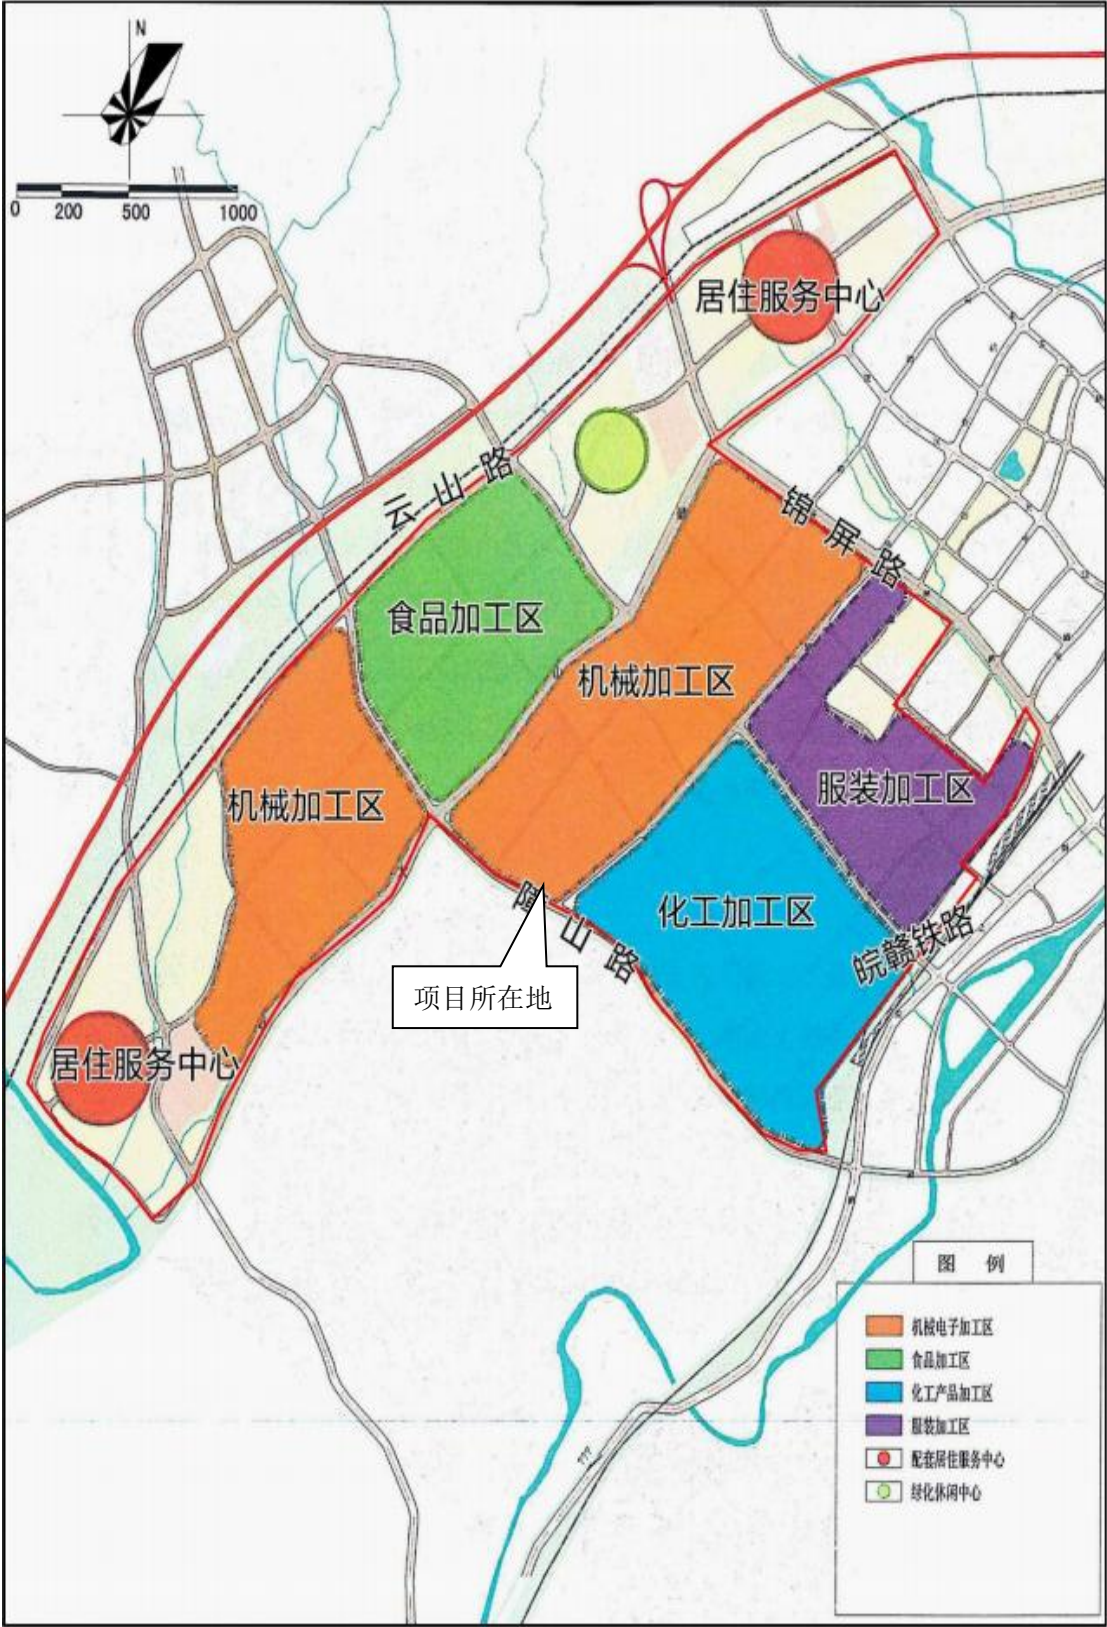 N
0 200 500 1000
居住服务中心
云山路
锦屏路
食品加工区
机械加工区
机械加工区
服装加工区
化工加工区
山路
皖赣铁路
项目所在地
居住服务中心
图 例
机械电子加工区
食品加工区
化工产品加工区
服装加工区
配套居住服务中心
绿化休闲中心
???